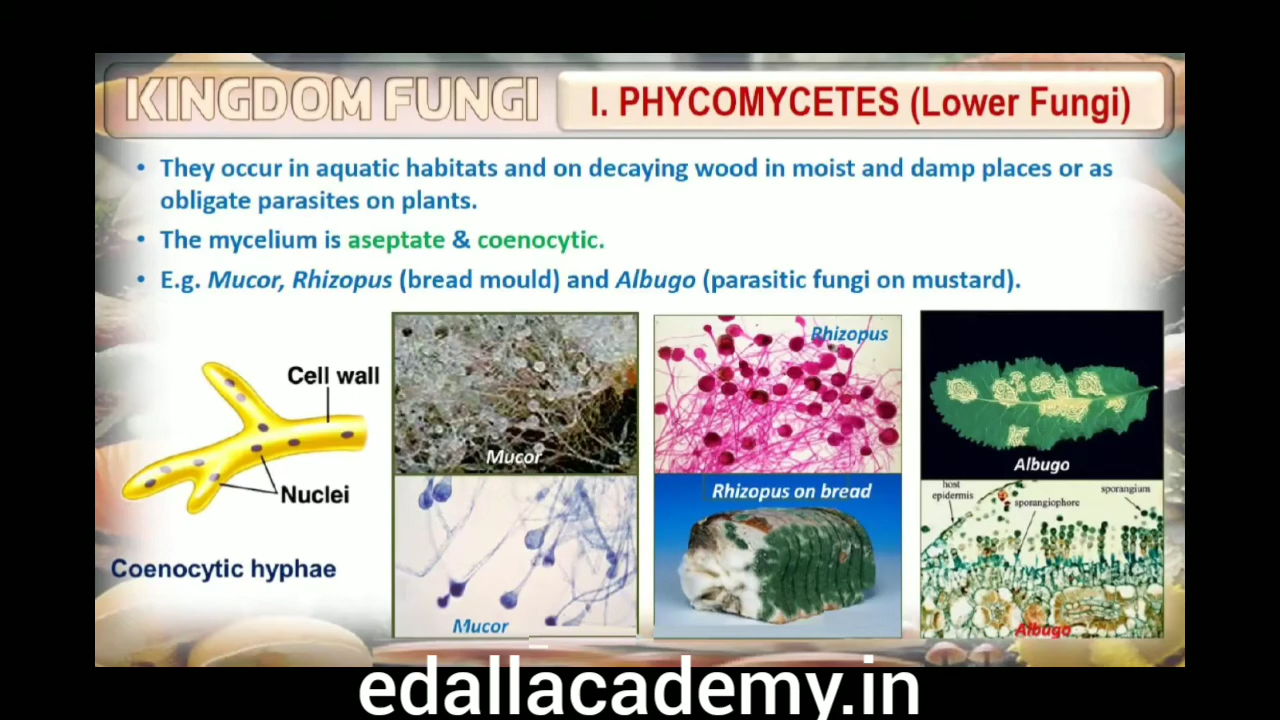 KINGDOM FUNGI
I. PHYCOMYCETES (Lower Fungi)
• They occur in aquatic habitats and on decaying wood in moist and damp places or as
obligate parasites on plants.
• The mycelium is aseptate & coenocytic.
• E.g. Mucor, Rhizopus (bread mould) and Albugo (parasitic fungi on mustard).
Cell wall
Nuclei
Coenocytic hyphae
Mucor
Mucor
Rhizopus
Rhizopus on bread
Albugo
host
epidermis
sporangiophore
sporangium
Albugo
edallacademy.in